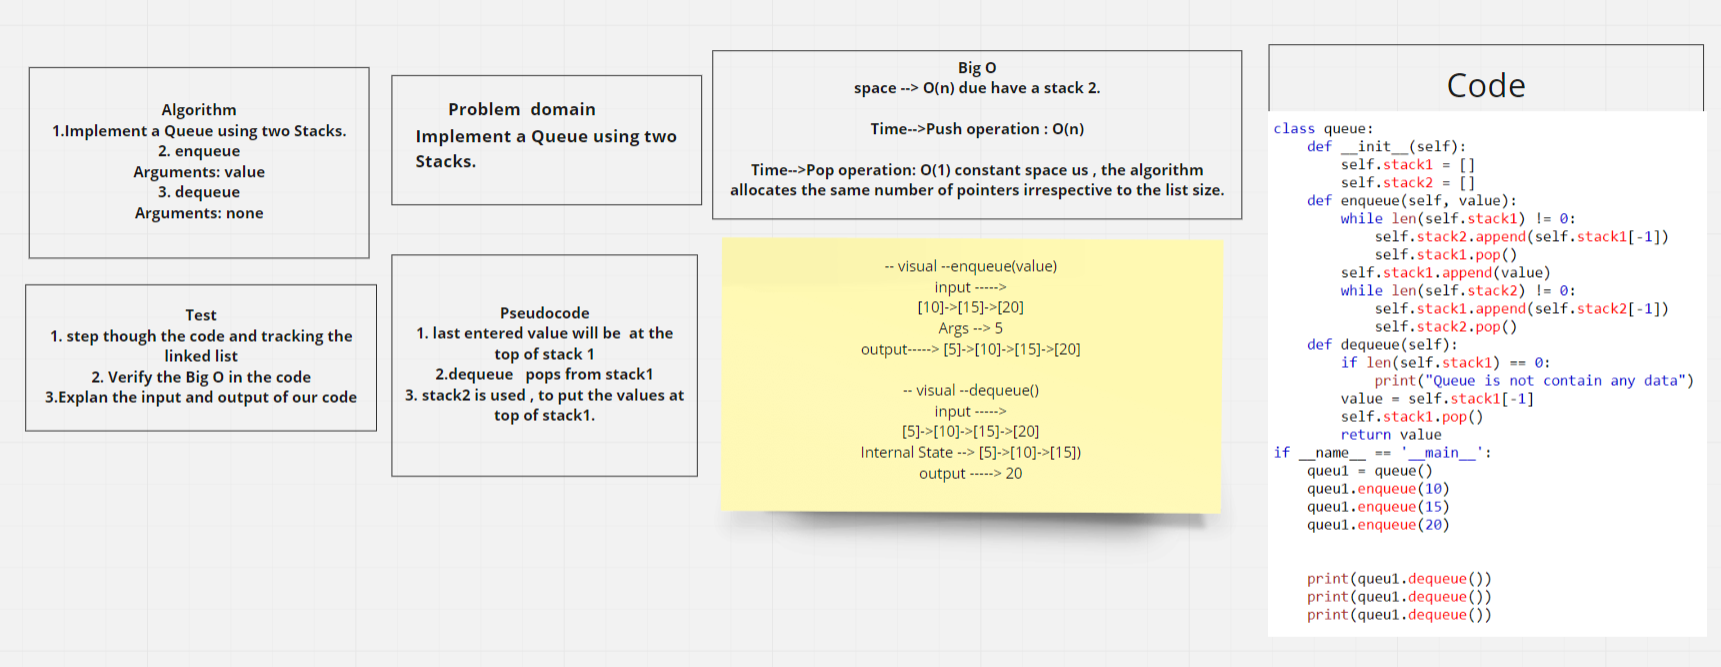 Algorithm
1.Implement a Queue using two Stacks.
2. enqueue
Arguments: value
3. dequeue
Arguments: none
Problem domain
Implement a Queue using two
Stacks.
Big O
space --> O(n) due have a stack 2.
Time-->Push operation : O(n)
Time-->Pop operation: O(1) constant space us , the algorithm
allocates the same number of pointers irrespective to the list size.
Test
1. step though the code and tracking the
linked list
2. Verify the Big O in the code
3.Explan the input and output of our code
Pseudocode
1. last entered value will be at the
top of stack 1
2.dequeue pops from stack1
3. stack2 is used , to put the values at
top of stack1.
-- visual --enqueue(value)
input ----->
[10]->[15]->[20]
Args --> 5
output-----> [5]->[10]->[15]->[20]
-- visual --dequeue()
input ----->
[5]->[10]->[15]->[20]
Internal State --> [5]->[10]->[15])
output -----> 20
Code
class queue:
    def __init__(self):
        self.stack1 = []
        self.stack2 = []
    def enqueue(self, value):
        while len(self.stack1) != 0:
            self.stack2.append(self.stack1[-1])
            self.stack1.pop()
        self.stack1.append(value)
        while len(self.stack2) != 0:
            self.stack1.append(self.stack2[-1])
            self.stack2.pop()
    def dequeue(self):
        if len(self.stack1) == 0:
            print("Queue is not contain any data")
        value = self.stack1[-1]
        self.stack1.pop()
        return value
if __name__ == '__main__':
    queu1 = queue()
    queu1.enqueue(10)
    queu1.enqueue(15)
    queu1.enqueue(20)
    print(queu1.dequeue())
    print(queu1.dequeue())
    print(queu1.dequeue())